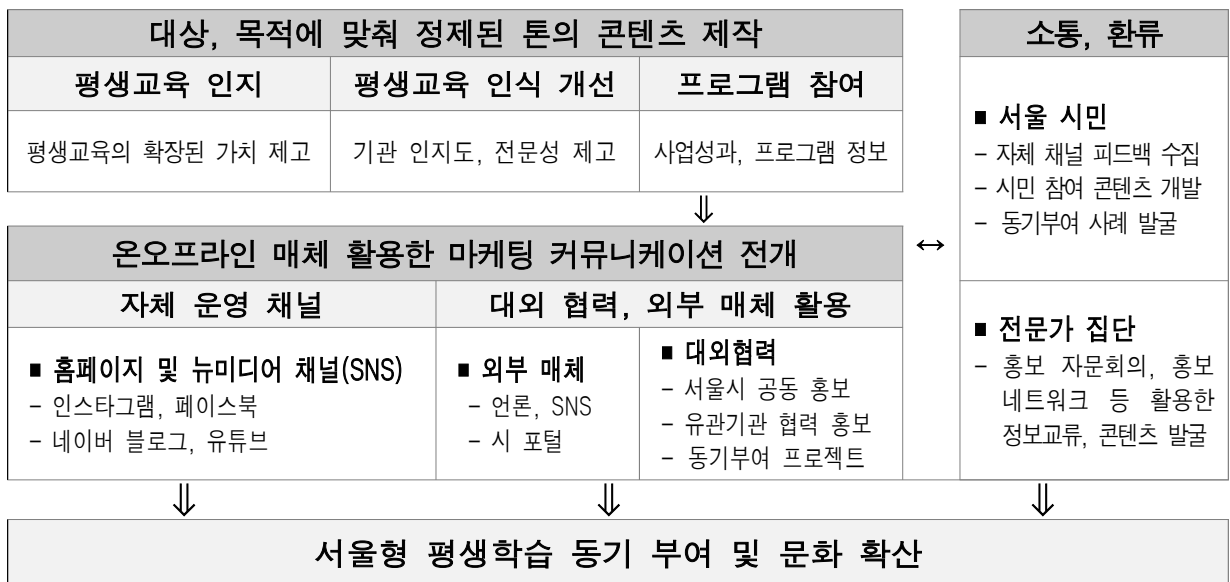 대상, 목적에 맞춰 정제된 톤의 콘텐츠 제작
평생교육 인지
평생교육 인식 개선
프로그램 참여
평생교육의 확장된 가치 제고
기관 인지도, 전문성 제고
사업성과, 프로그램 정보
⇓
온오프라인 매체 활용한 마케팅 커뮤니케이션 전개
자체 운영 채널
대외 협력, 외부 매체 활용
■ 홈페이지 및 뉴미디어 채널(SNS)
– 인스타그램, 페이스북
– 네이버 블로그, 유튜브
■ 외부 매체
– 언론, SNS
– 시 포털
■ 대외협력
– 서울시 공동 홍보
– 유관기관 협력 홍보
– 동기부여 프로젝트
↔
소통, 환류
■ 서울 시민
– 자체 채널 피드백 수집
– 시민 참여 콘텐츠 개발
– 동기부여 사례 발굴
■ 전문가 집단
– 홍보 자문회의, 홍보
네트워크 등 활용한
정보교류, 콘텐츠 발굴
⇓ ⇓ ⇓
서울형 평생학습 동기 부여 및 문화 확산